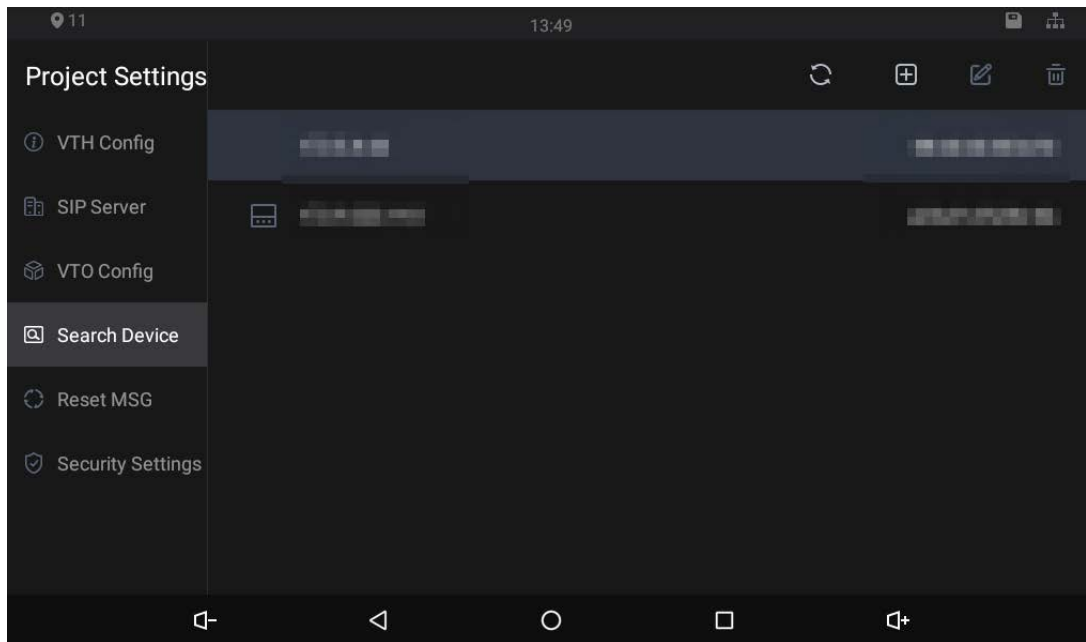 11
13:49
Project Settings
VTH Config
SIP Server
VTO Config
Search Device
Reset MSG
Security Settings